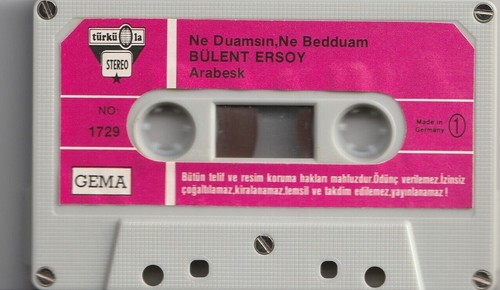 türkü la
STEREO
Ne Duamsın,Ne Bedduam
BÜLENT ERSOY
Arabesk
NO:
1729
Made in
Germany
1
GEMA
Bütün telif ve resim koruma hakları mahfuzdur.Ödünç verilemez.İzinsiz
çoğaltılamaz,kiralanamaz,temsil ve takdim edilemez,yayınlanamaz!